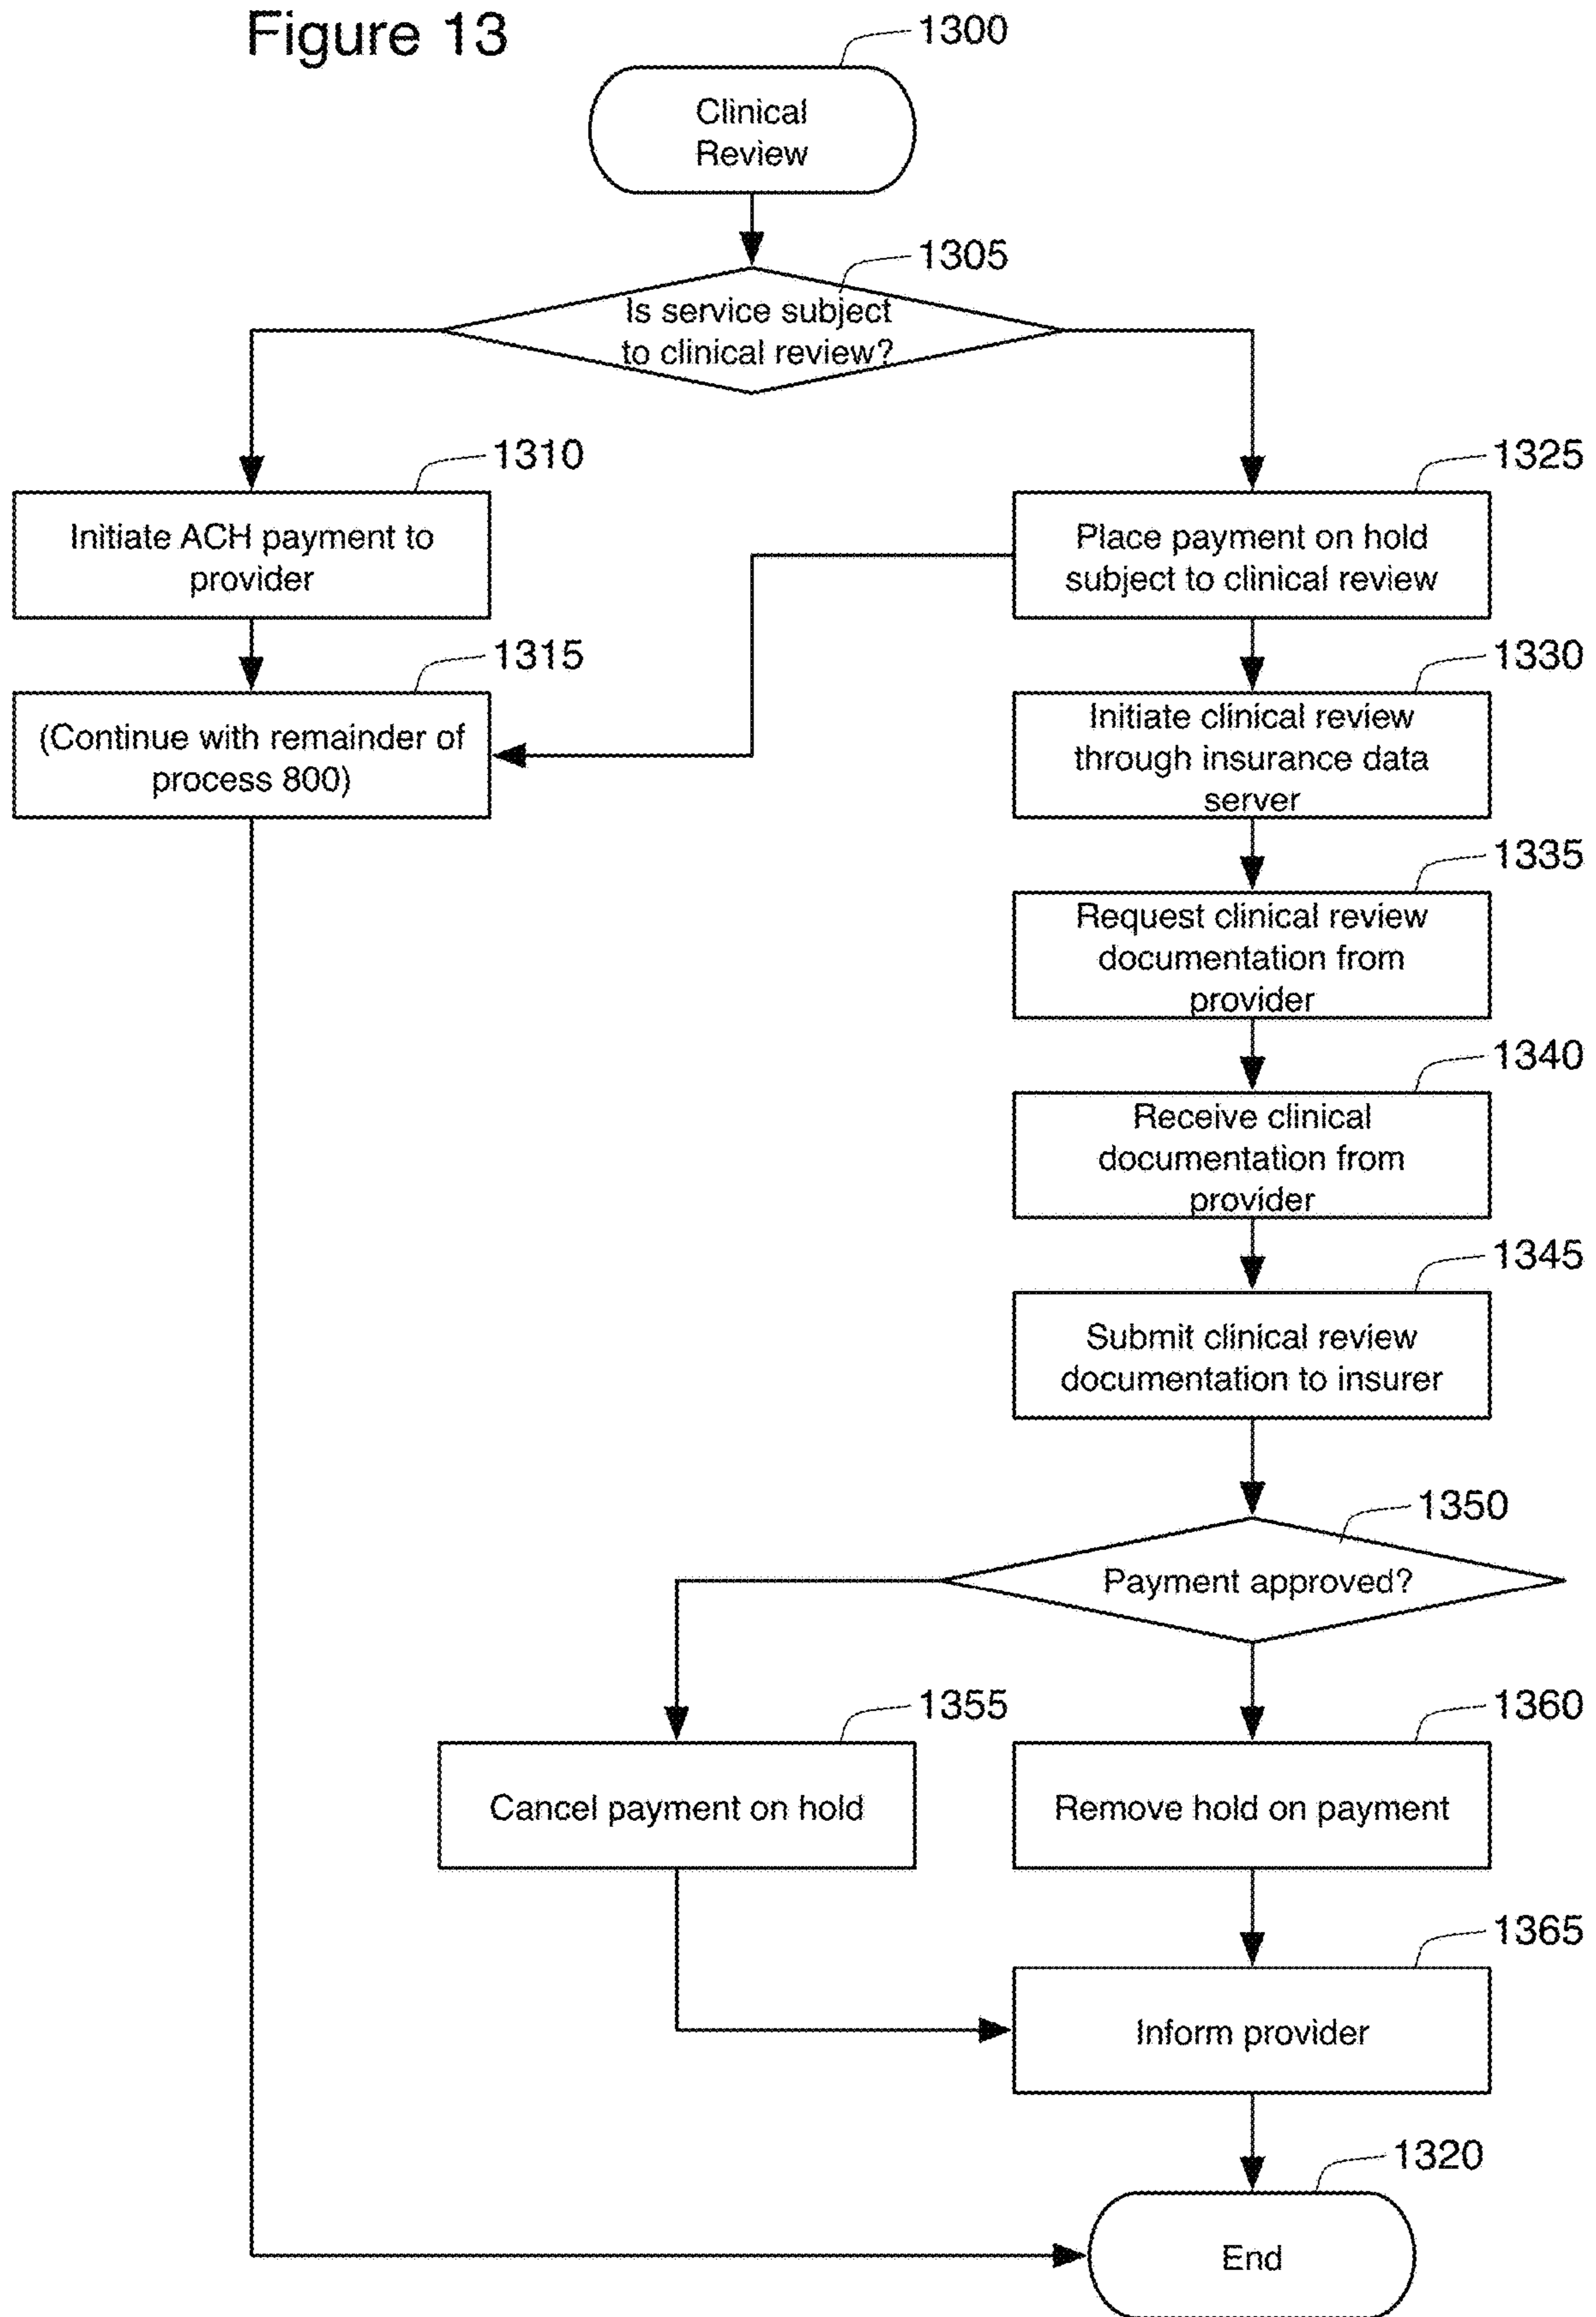 Figure 13
1300
Clinical
Review
1305
Is service subject
to clinical review?
1310
Initiate ACH payment to
provider
1325
Place payment on hold
subject to clinical review
1315
(Continue with remainder of
process 800)
1330
Initiate clinical review
through insurance data
server
1335
Request clinical review
documentation from
provider
1340
Receive clinical
documentation from
provider
1345
Submit clinical review
documentation to insurer
1350
Payment approved?
1355
Cancel payment on hold
1360
Remove hold on payment
1365
Inform provider
1320
End